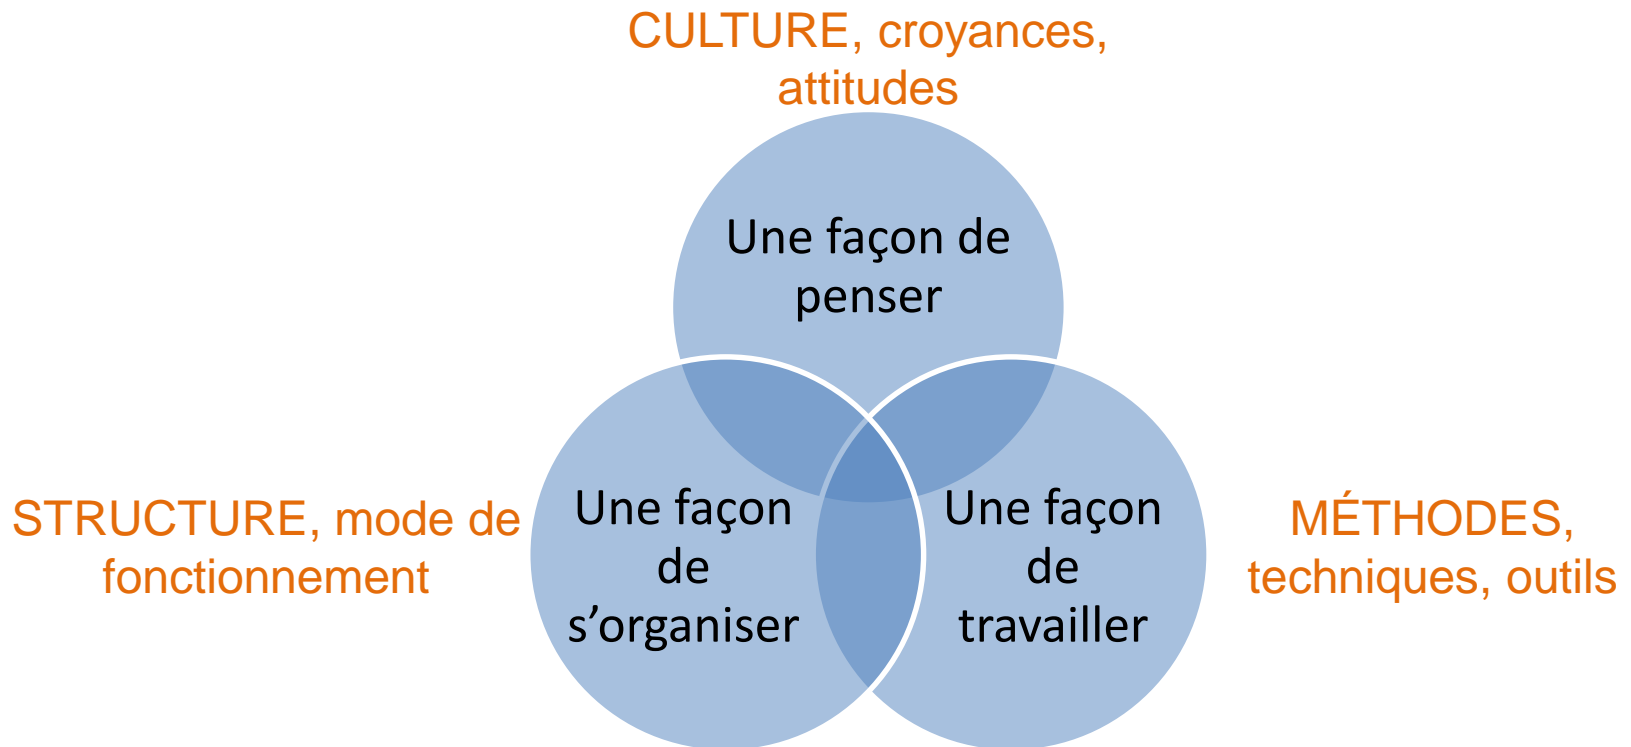 CULTURE, croyances,
attitudes
Une façon de
penser
STRUCTURE, mode de
fonctionnement
Une façon
de
s’organiser
Une façon
de
travailler
MÉTHODES,
techniques, outils